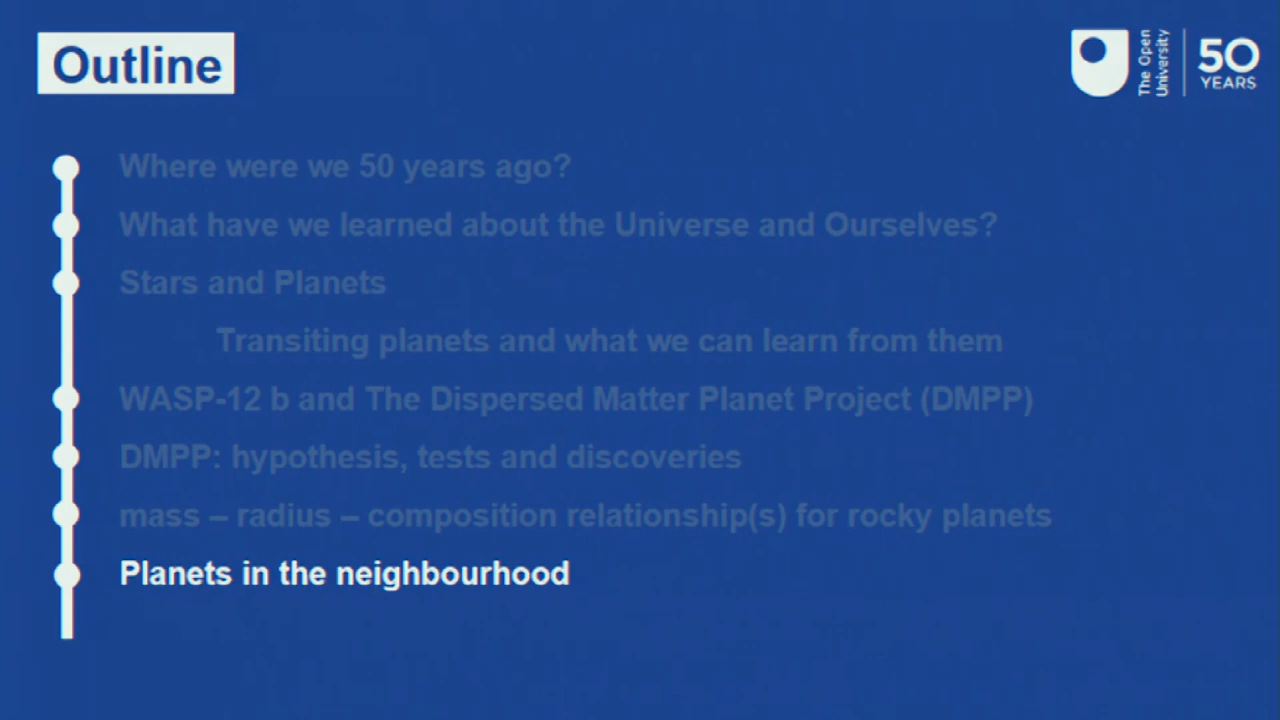 Outline
The Open
University
50
YEARS
Where were we 50 years ago?
What have we learned about the Universe and Ourselves?
Stars and Planets
Transiting planets and what we can learn from them
WASP-12 b and The Dispersed Matter Planet Project (DMPP)
DMPP: hypothesis, tests and discoveries
mass – radius – composition relationship(s) for rocky planets
Planets in the neighbourhood